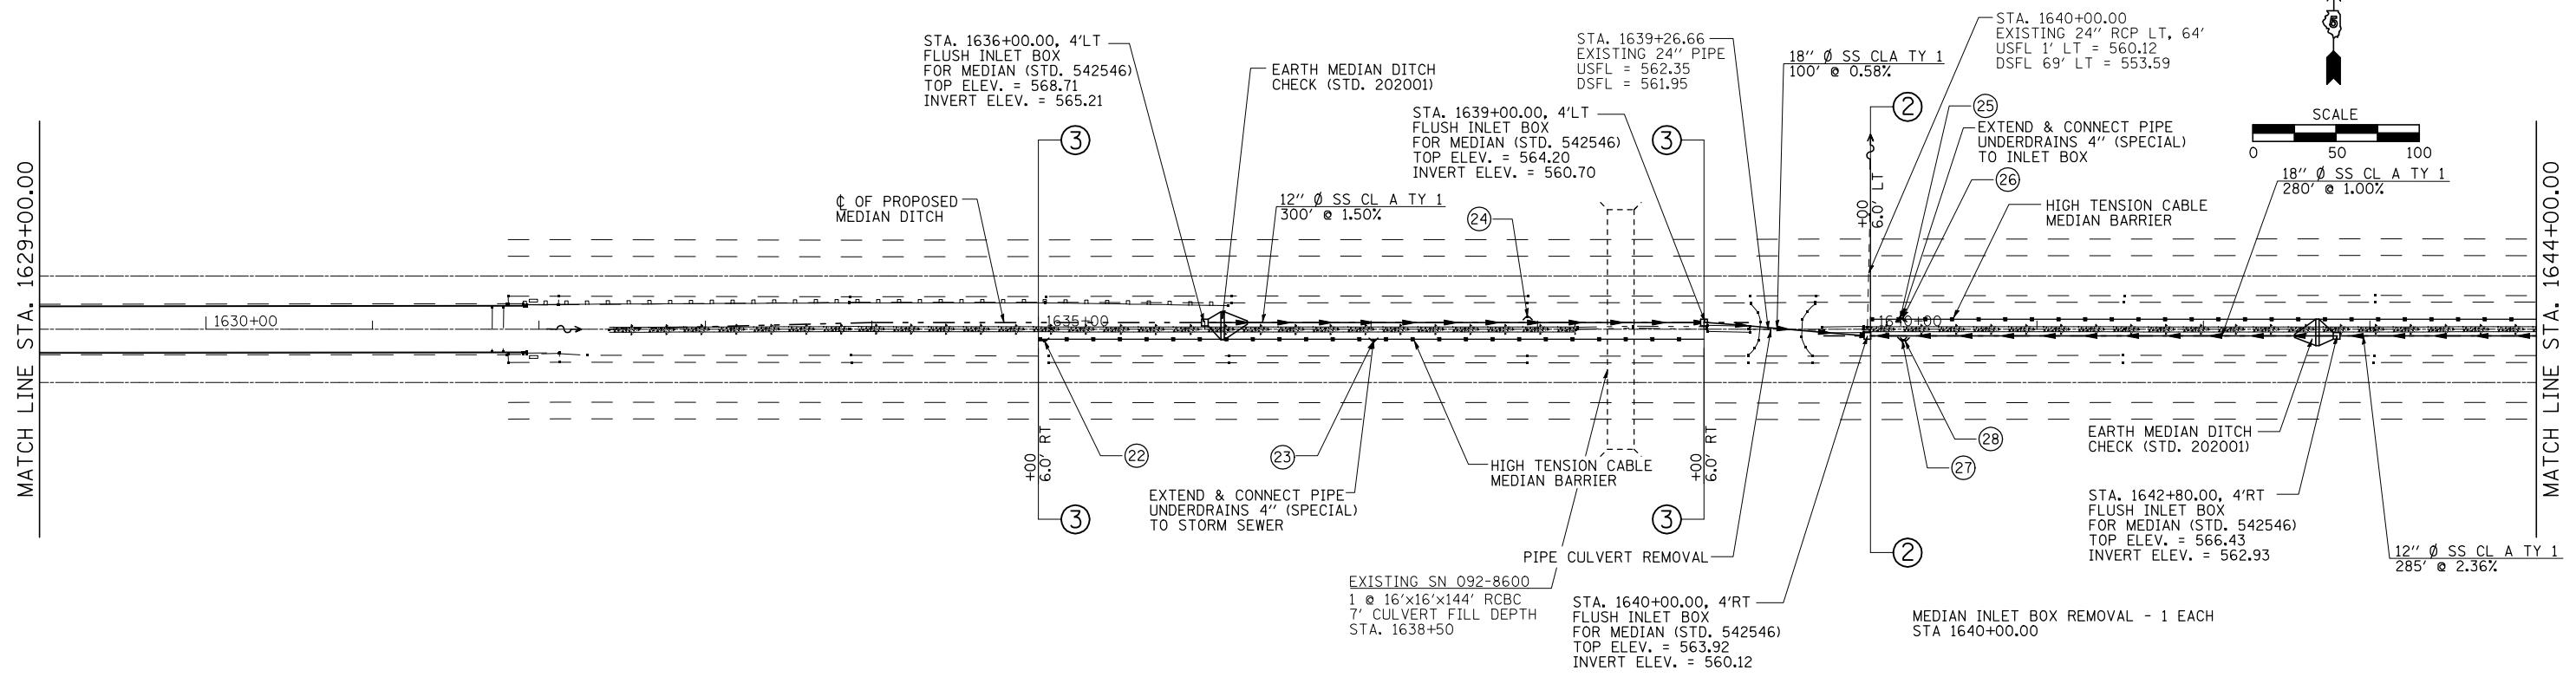 MATCH LINE STA. 1629+00.00
STA. 1636+00.00, 4'LT
FLUSH INLET BOX
FOR MEDIAN (STD. 542546)
TOP ELEV. = 568.71
INVERT ELEV. = 565.21
EARTH MEDIAN DITCH
CHECK (STD. 202001)
STA. 1639+26.66
EXISTING 24" PIPE
USFL = 562.35
DSFL = 561.95
18" Ø SS CLA TY 1
100' @ 0.58%
STA. 1640+00.00
EXISTING 24" RCP LT, 64'
USFL 1' LT = 560.12
DSFL 69' LT = 553.59
5
STA. 1639+00.00, 4'LT
FLUSH INLET BOX
FOR MEDIAN (STD. 542546)
TOP ELEV. = 564.20
INVERT ELEV. = 560.70
3
3
2
25
EXTEND & CONNECT PIPE
UNDERDRAINS 4" (SPECIAL)
TO INLET BOX
26
SCALE
0 50 100
18" Ø SS CL A TY 1
280' @ 1.00%
℄ OF PROPOSED
MEDIAN DITCH
12" Ø SS CL A TY 1
300' @ 1.50%
24
+00
6.0' LT
HIGH TENSION CABLE
MEDIAN BARRIER
1630+00
1635+00
1640+00
+00
6.0' RT
22
23
HIGH TENSION CABLE
MEDIAN BARRIER
+00
6.0' RT
28
27
EARTH MEDIAN DITCH
CHECK (STD. 202001)
EXTEND & CONNECT PIPE
UNDERDRAINS 4" (SPECIAL)
TO STORM SEWER
3
3
2
PIPE CULVERT REMOVAL
STA. 1642+80.00, 4'RT
FLUSH INLET BOX
FOR MEDIAN (STD. 542546)
TOP ELEV. = 566.43
INVERT ELEV. = 562.93
12" Ø SS CL A TY 1
285' @ 2.36%
EXISTING SN 092-8600
1 @ 16'x16'x144' RCBC
7' CULVERT FILL DEPTH
STA. 1638+50
STA. 1640+00.00, 4'RT
FLUSH INLET BOX
FOR MEDIAN (STD. 542546)
TOP ELEV. = 563.92
INVERT ELEV. = 560.12
MEDIAN INLET BOX REMOVAL - 1 EACH
STA 1640+00.00
MATCH LINE STA. 1644+00.00